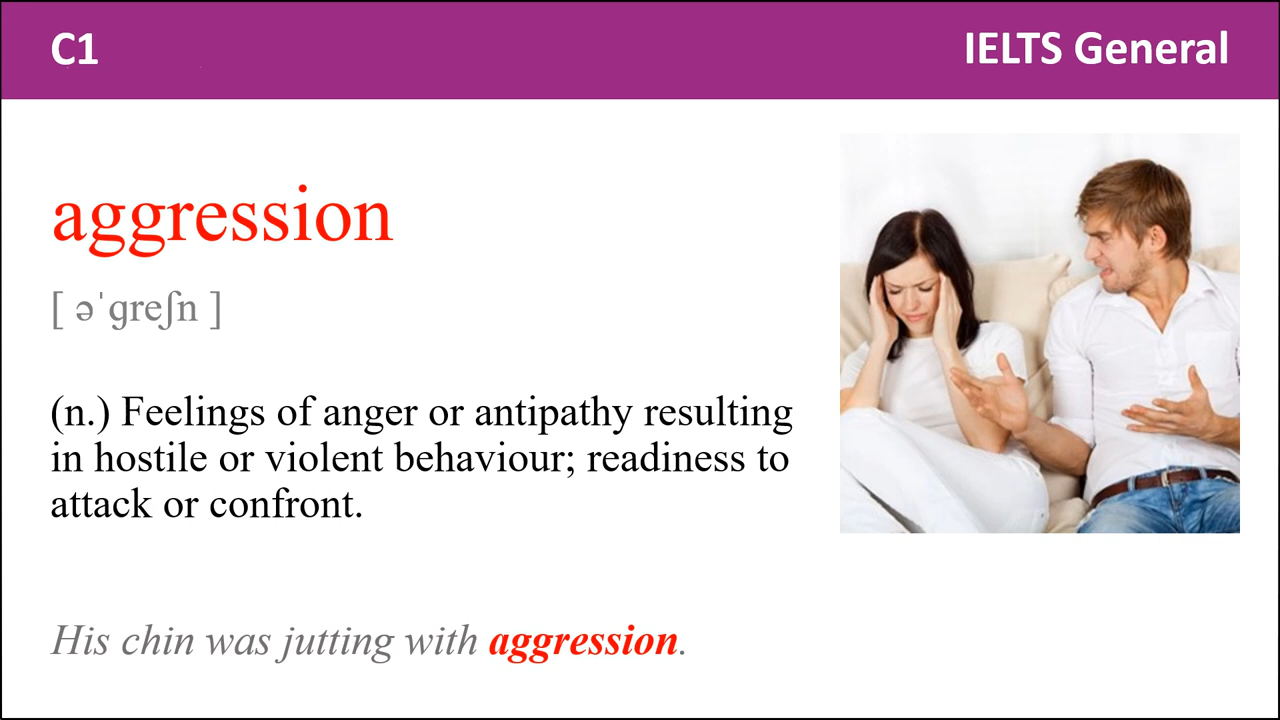 C1
IELTS General
aggression
[ əˈɡreʃn ]
(n.) Feelings of anger or antipathy resulting
in hostile or violent behaviour; readiness to
attack or confront.
His chin was jutting with aggression.